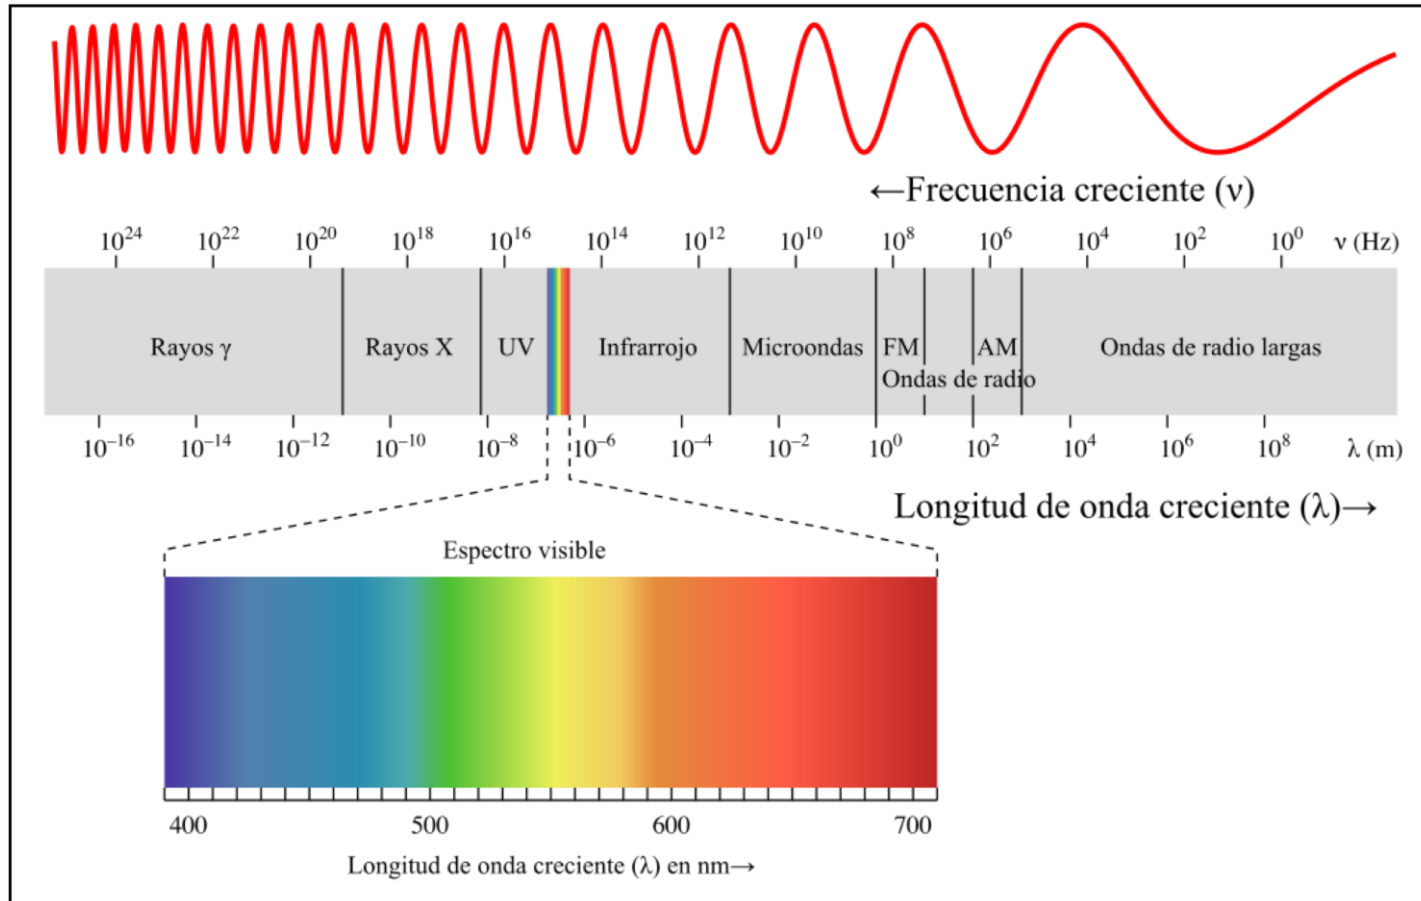 ←Frecuencia creciente (ν)
10²⁴ 10²² 10²⁰ 10¹⁸ 10¹⁶ 10¹⁴ 10¹² 10¹⁰ 10⁸ 10⁶ 10⁴ 10² 10⁰ ν (Hz)
Rayos γ Rayos X UV Infrarrojo Microondas FM AM Ondas de radio largas
Ondas de radio
10⁻¹⁶ 10⁻¹⁴ 10⁻¹² 10⁻¹⁰ 10⁻⁸ 10⁻⁶ 10⁻⁴ 10⁻² 10⁰ 10² 10⁴ 10⁶ 10⁸ λ (m)
Longitud de onda creciente (λ)→
Espectro visible
400 500 600 700
Longitud de onda creciente (λ) en nm→